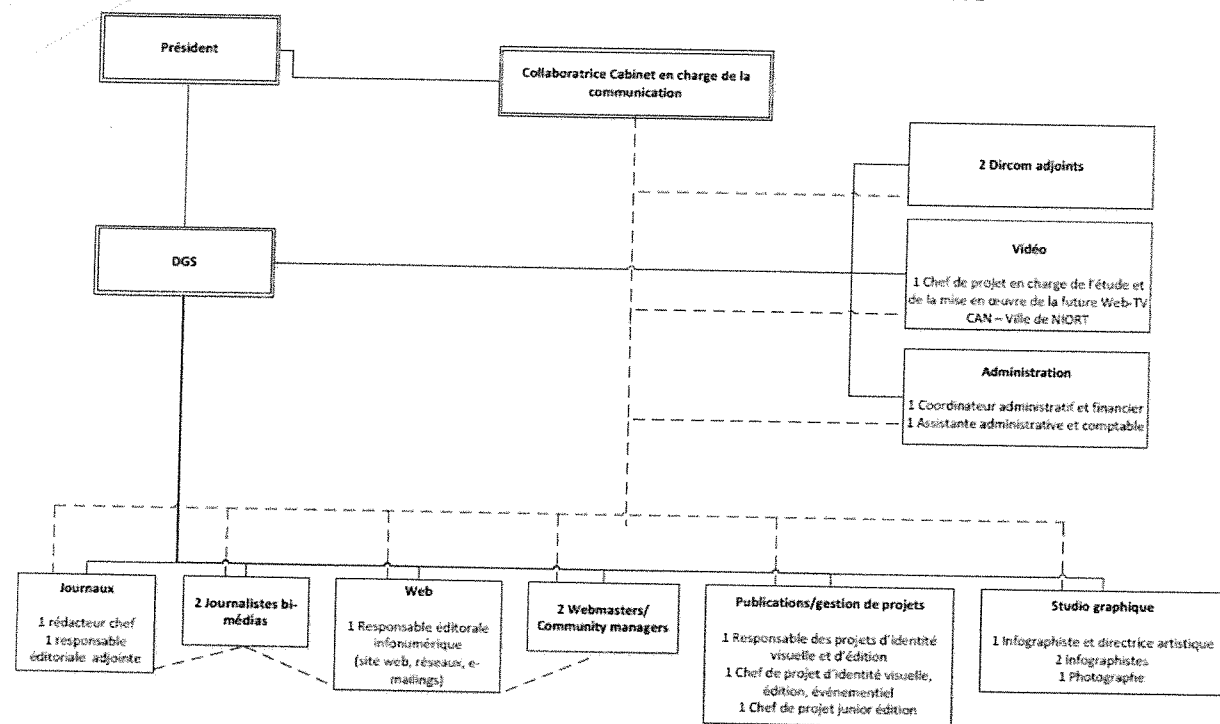 Président
Collaboratrice Cabinet en charge de la
communication
2 Dircom adjoints
DGS
Vidéo
1 Chef de projet en charge de l'étude et
de la mise en œuvre de la future Web-TV
CAN – Ville de NIORT
Administration
1 Coordinateur administratif et financier
1 Assistante administrative et comptable
Journaux
1 rédacteur chef
1 responsable
éditoriale adjointe
2 Journalistes bi-
médias
Web
1 Responsable éditorale
infonumérique
(site web, réseaux, e-
mailings)
2 Webmasters/
Community managers
Publications/gestion de projets
1 Responsable des projets d'identité
visuelle et d'édition
1 Chef de projet d'identité visuelle,
édition, événementiel
1 Chef de projet junior édition
Studio graphique
1 Infographiste et directrice artistique
2 Infographistes
1 Photographe